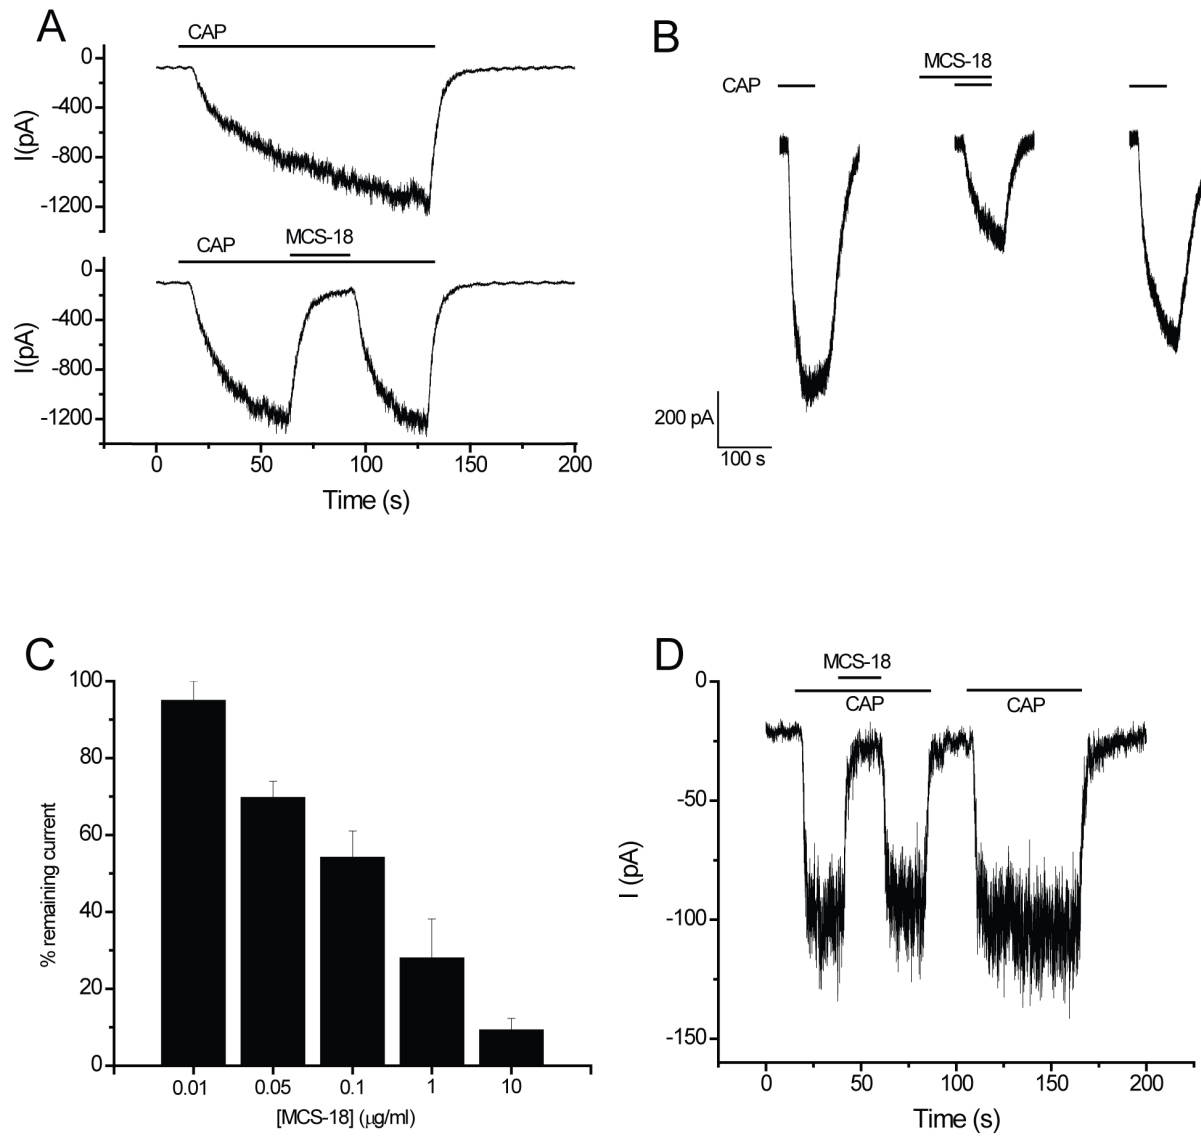 A
CAP
0
-400
-800
-1200
I(pA)
MCS-18
CAP
0
-400
-800
-1200
I(pA)
0 50 100 150 200
Time (s)
B
MCS-18
CAP
200 pA
100 s
C
100
80
60
40
20
0
% remaining current
0.01 0.05 0.1 1 10
[MCS-18] (μg/ml)
D
MCS-18
CAP CAP
0
-50
-100
-150
I (pA)
0 50 100 150 200
Time (s)